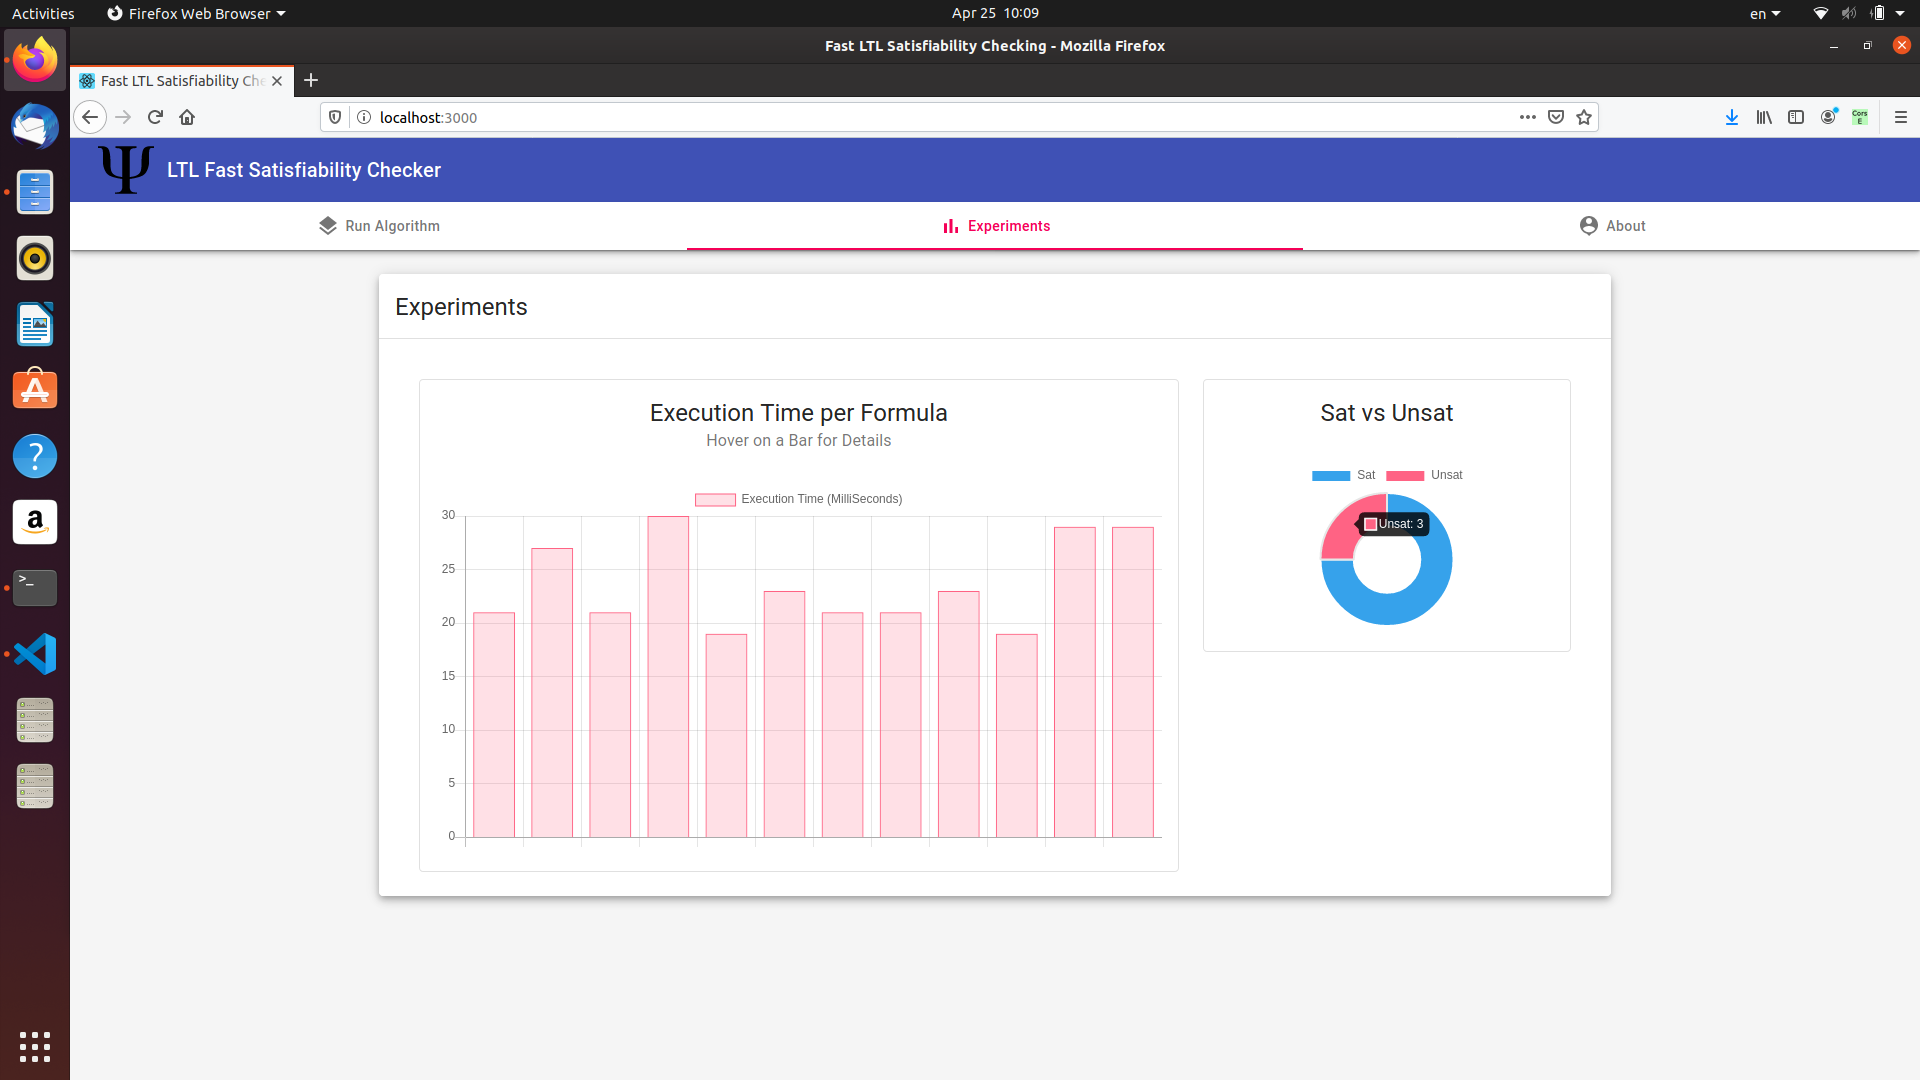 Activities
Firefox Web Browser
Apr 25 10:09
en
Fast LTL Satisfiability Checking - Mozilla Firefox
Fast LTL Satisfiability Che
localhost:3000
Cors
E
Ψ
LTL Fast Satisfiability Checker
Run Algorithm
Experiments
About
Experiments
Execution Time per Formula
Hover on a Bar for Details
Execution Time (MilliSeconds)
30
25
20
15
10
5
0
Sat vs Unsat
Sat
Unsat
Unsat: 3
?
a
>_